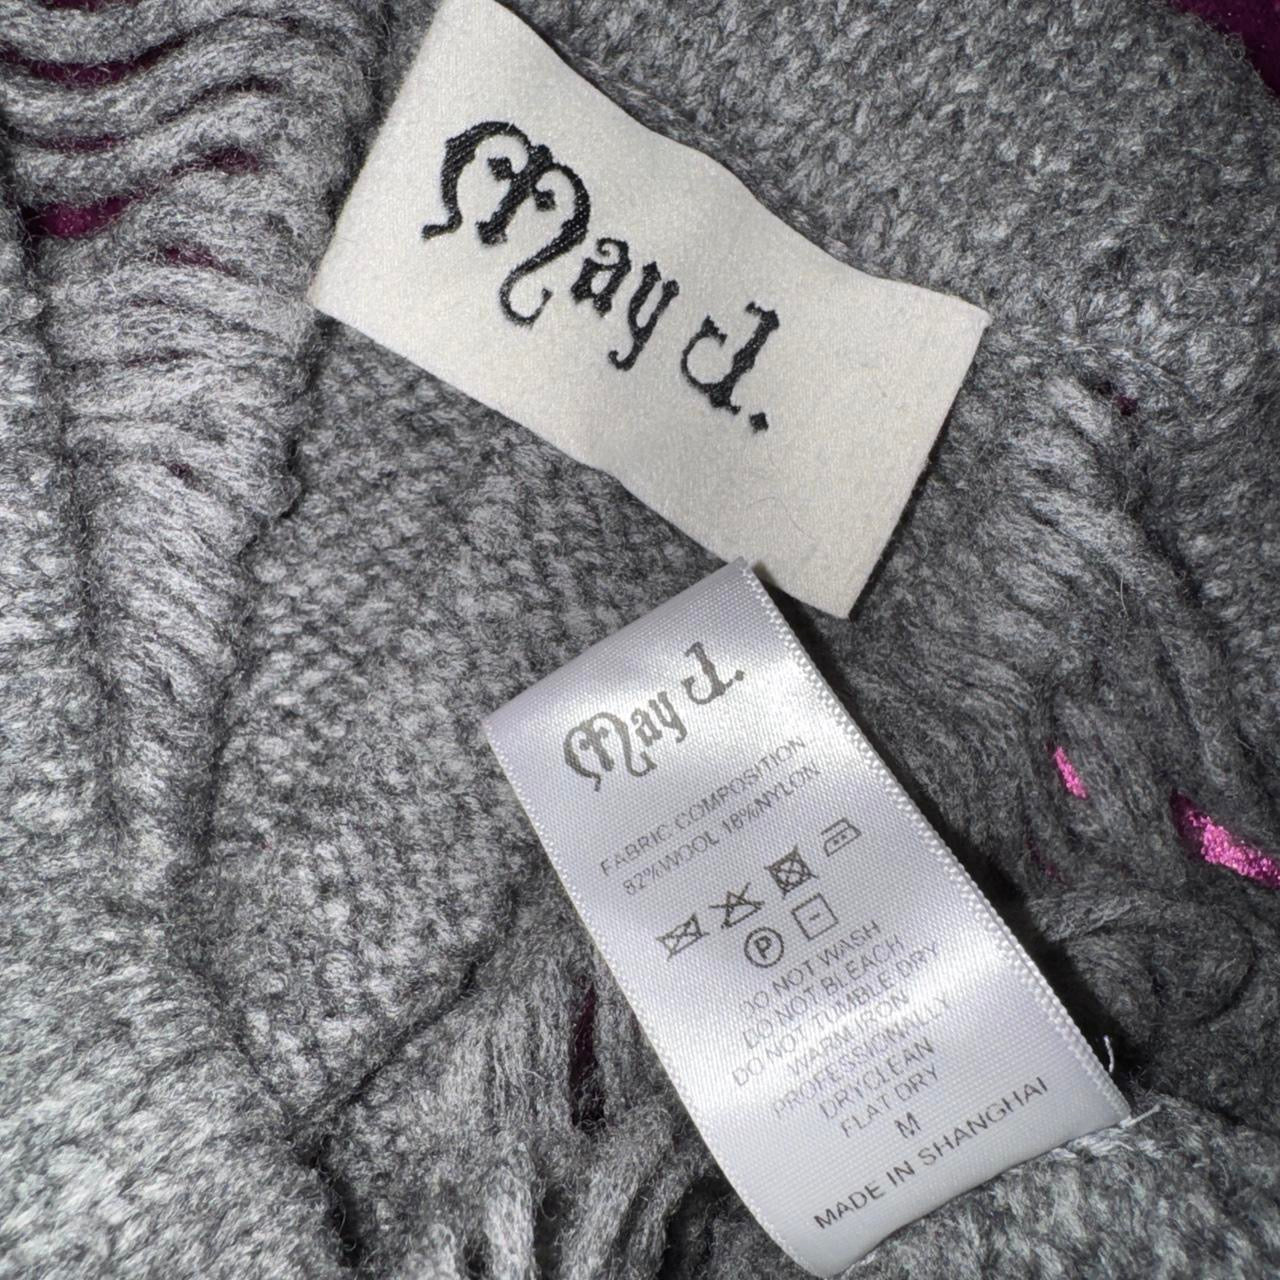 May J.
May J.
FABRIC COMPOSITION
82%WOOL 18%NYLON
P
DO NOT WASH
DO NOT BLEACH
DO NOT TUMBLE DRY
WARM IRON
PROFESSIONALLY
DRYCLEAN
FLAT DRY
M
MADE IN SHANGHAI